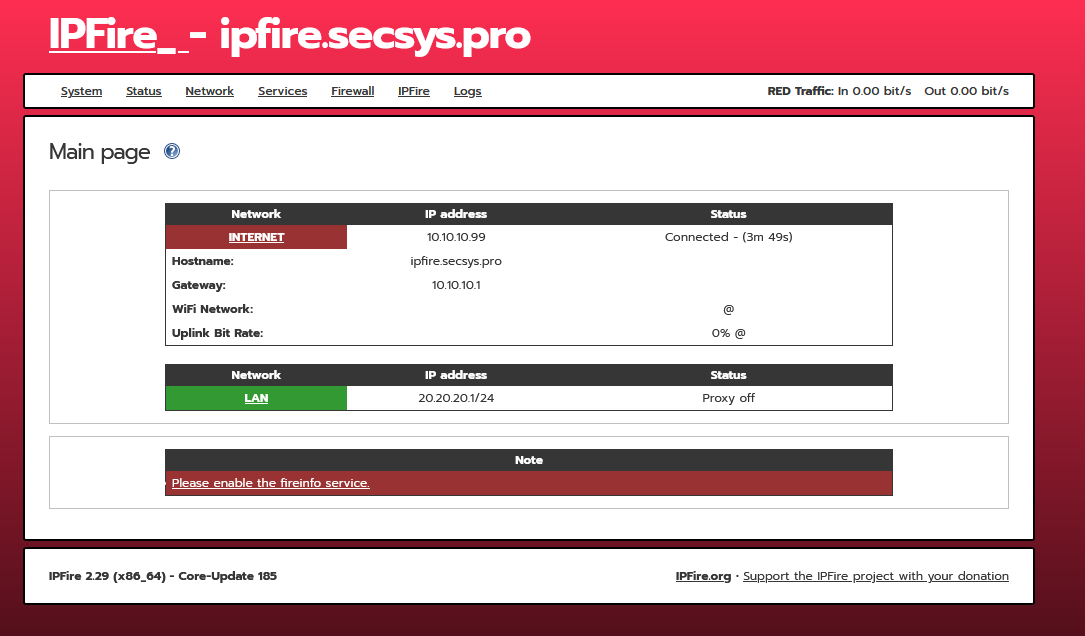 IPFire_ - ipfire.secsys.pro
System Status Network Services Firewall IPFire Logs RED Traffic: In 0.00 bit/s Out 0.00 bit/s
Main page ?
Network IP address Status
INTERNET 10.10.10.99 Connected - (3m 49s)
Hostname: ipfire.secsys.pro
Gateway: 10.10.10.1
WiFi Network: @
Uplink Bit Rate: 0% @
Network IP address Status
LAN 20.20.20.1/24 Proxy off
Note
Please enable the fireinfo service.
IPFire 2.29 (x86_64) - Core-Update 185 IPFire.org · Support the IPFire project with your donation